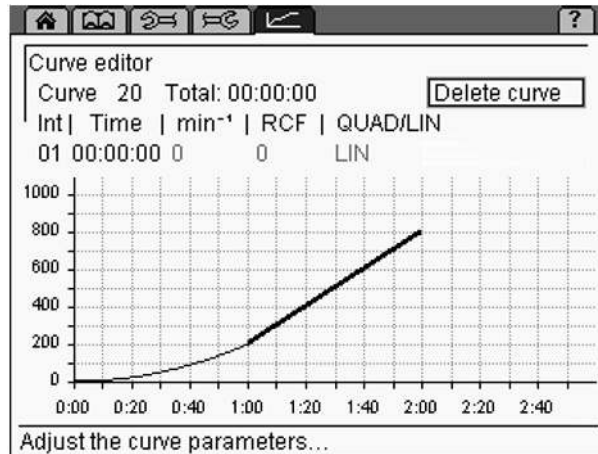 ?
Curve editor
Curve 20 Total: 00:00:00 Delete curve
Int | Time | min⁻¹ | RCF | QUAD/LIN
01 00:00:00 0 0 LIN
1000
800
600
400
200
0
0:00 0:20 0:40 1:00 1:20 1:40 2:00 2:20 2:40
Adjust the curve parameters...